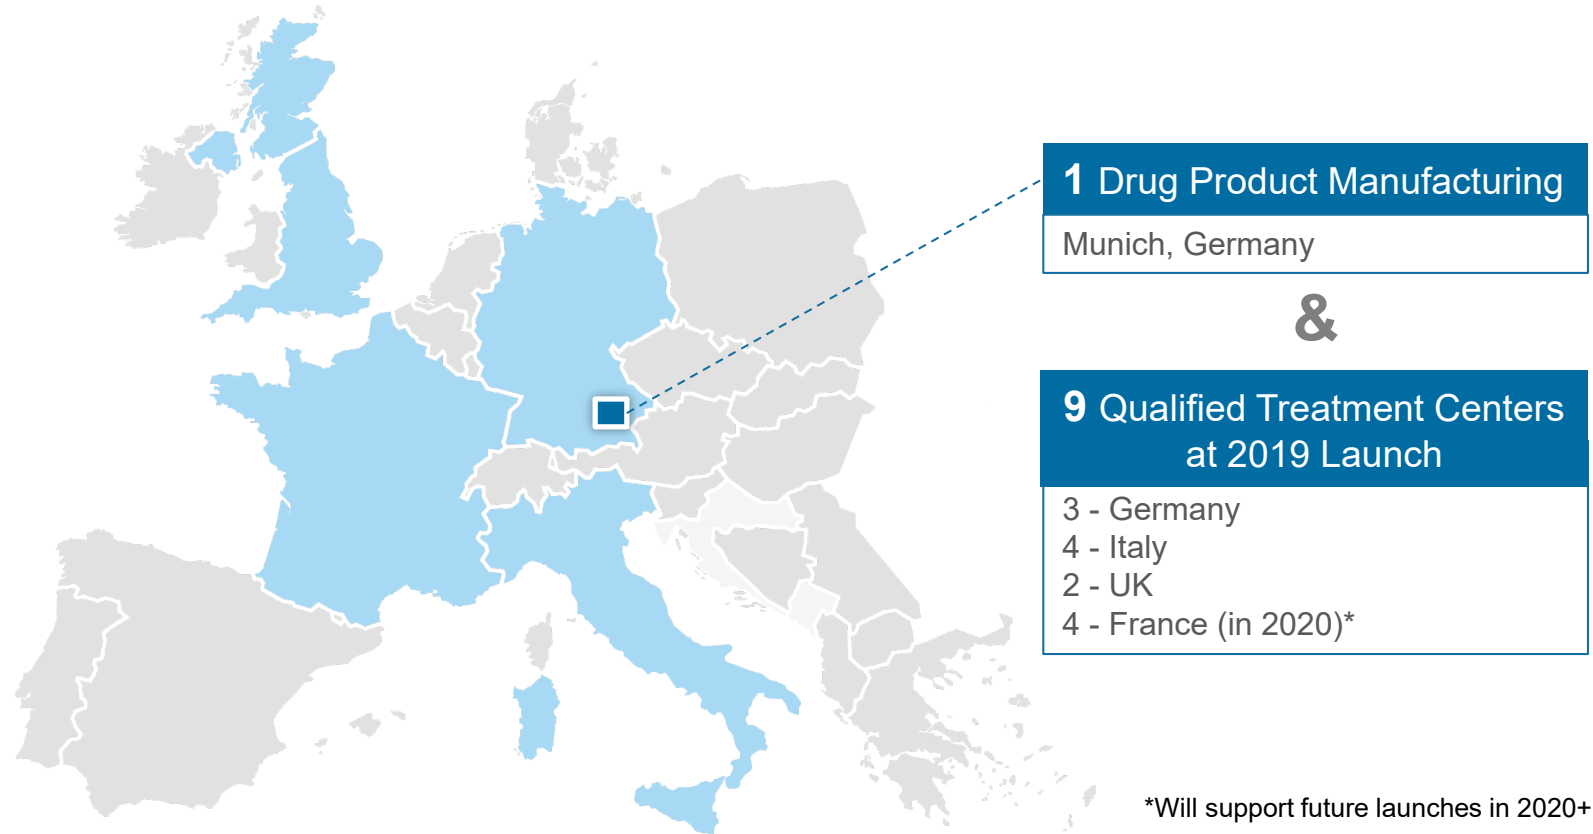 1 Drug Product Manufacturing
Munich, Germany
&
9 Qualified Treatment Centers
at 2019 Launch
3 - Germany
4 - Italy
2 - UK
4 - France (in 2020)*
*Will support future launches in 2020+